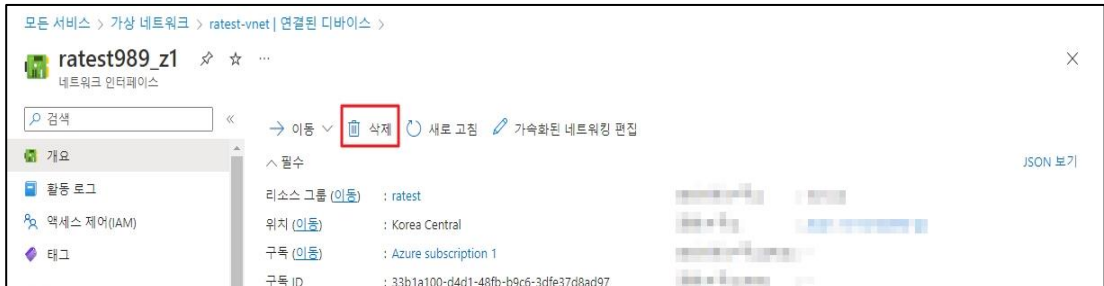 모든 서비스 > 가상 네트워크 > ratest-vnet | 연결된 디바이스 >
ratest989_z1
네트워크 인터페이스
검색
이동 삭제 새로 고침 가속화된 네트워킹 편집
개요
필수 JSON 보기
활동 로그
리소스 그룹 (이동) : ratest
액세스 제어(IAM)
위치 (이동) : Korea Central
태그
구독 (이동) : Azure subscription 1
구독 ID : 33b1a100-d4d1-48fb-b9c6-3dfe37d8ad97